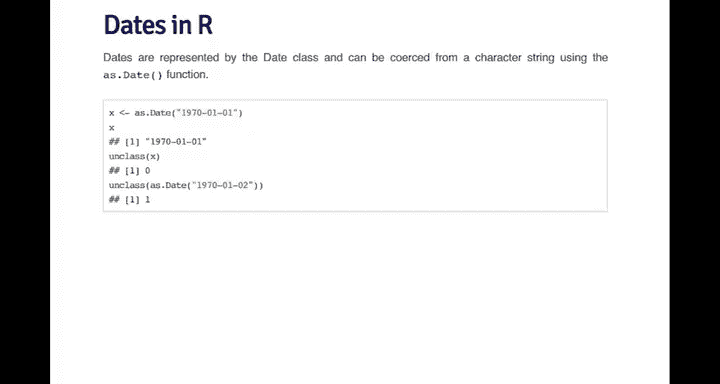 Dates in R
Dates are represented by the Date class and can be coerced from a character string using the
as.Date() function.
x <- as.Date("1970-01-01")
x
## [1] "1970-01-01"
unclass(x)
## [1] 0
unclass(as.Date("1970-01-02"))
## [1] 1